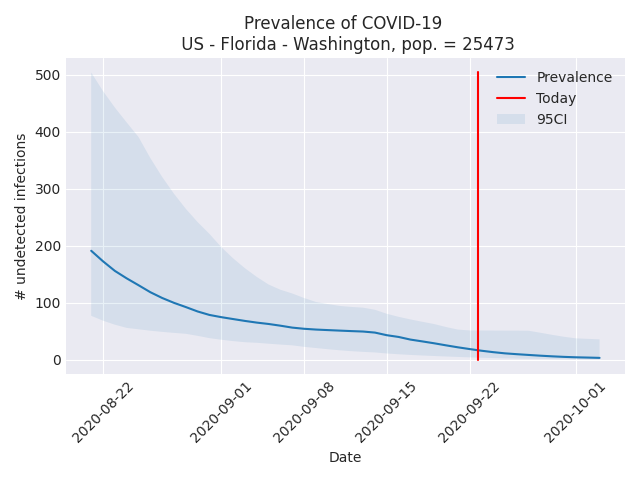 Prevalence of COVID-19
US - Florida - Washington, pop. = 25473
500
400
300
200
100
0
# undetected infections
Prevalence
Today
95CI
2020-08-22
2020-09-01
2020-09-08
2020-09-15
2020-09-22
2020-10-01
Date